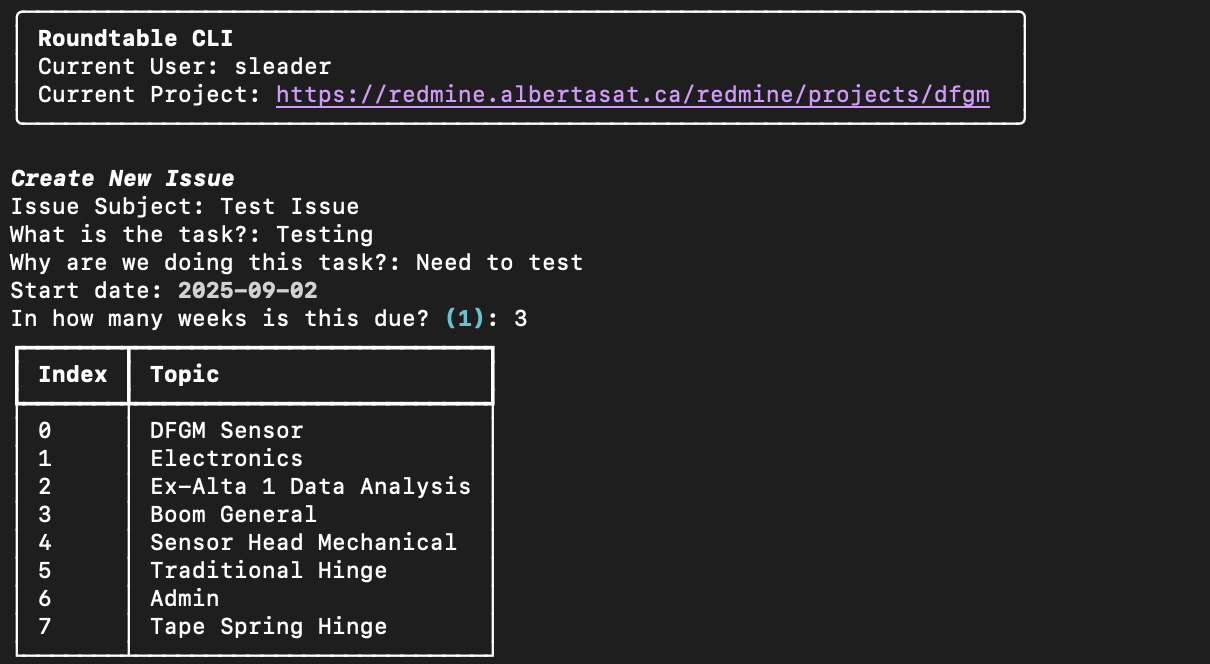 Roundtable CLI
Current User: sleader
Current Project: https://redmine.albertasat.ca/redmine/projects/dfgm
Create New Issue
Issue Subject: Test Issue
What is the task?: Testing
Why are we doing this task?: Need to test
Start date: 2025-09-02
In how many weeks is this due? (1): 3
Index Topic
0 DFGM Sensor
1 Electronics
2 Ex-Alta 1 Data Analysis
3 Boom General
4 Sensor Head Mechanical
5 Traditional Hinge
6 Admin
7 Tape Spring Hinge